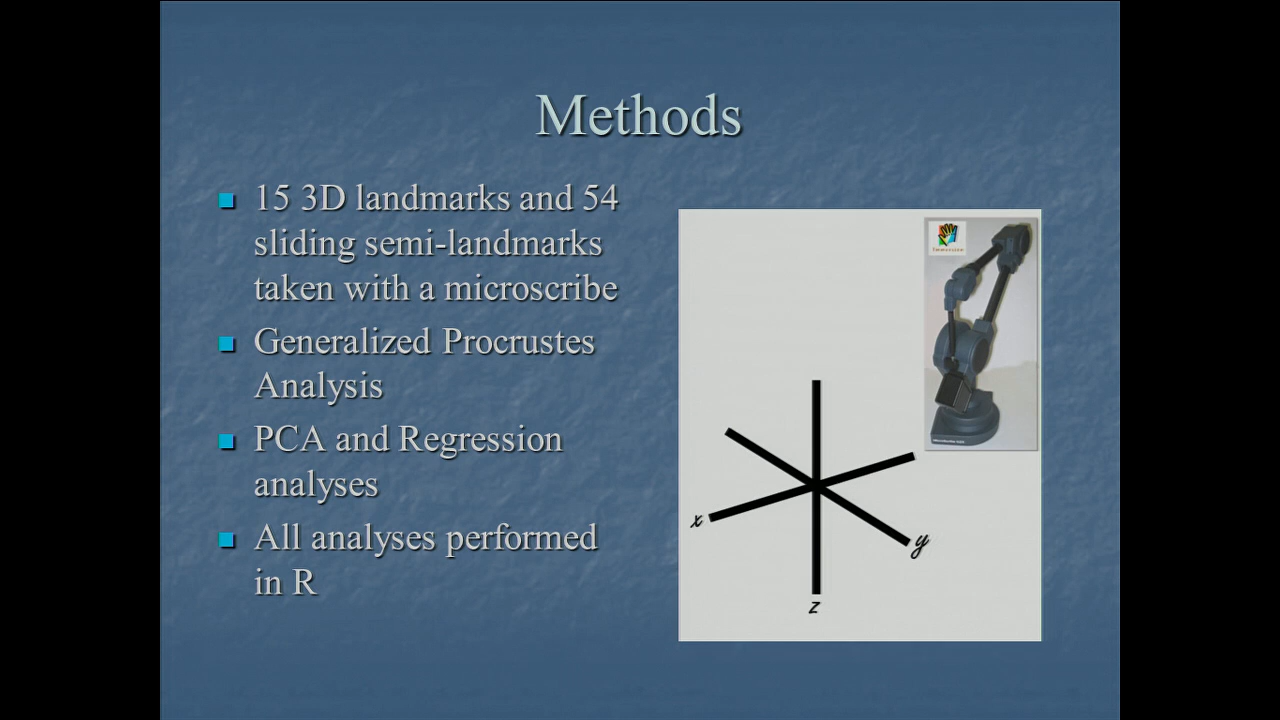 Methods
15 3D landmarks and 54
sliding semi-landmarks
taken with a microscribe
Generalized Procrustes
Analysis
PCA and Regression
analyses
All analyses performed
in R
x
y
z